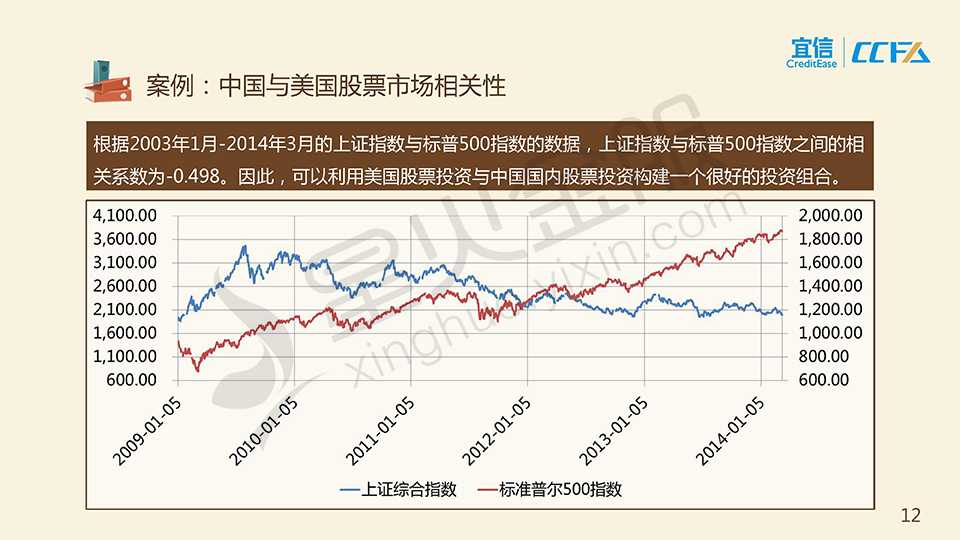 宜信
CreditEase
CCFA
案例：中国与美国股票市场相关性
根据2003年1月-2014年3月的上证指数与标普500指数的数据，上证指数与标普500指数之间的相
关系数为-0.498。因此，可以利用美国股票投资与中国国内股票投资构建一个很好的投资组合。
4,100.00 2,000.00
3,600.00 1,800.00
3,100.00 1,600.00
2,600.00 1,400.00
2,100.00 1,200.00
1,600.00 1,000.00
1,100.00 800.00
600.00 600.00
2009-01-05 2010-01-05 2011-01-05 2012-01-05 2013-01-05 2014-01-05
上证综合指数 标准普尔500指数
星火金服
xinghuoyixin.com
12